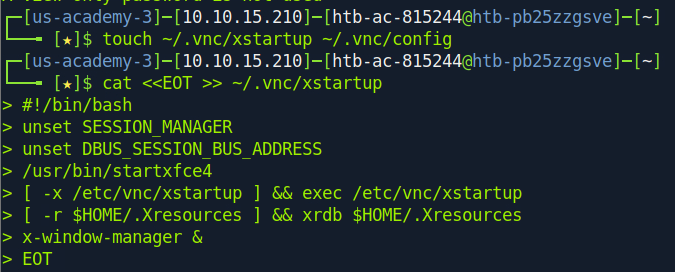 ┌─[us-academy-3]─[10.10.15.210]─[htb-ac-815244@htb-pb25zzgsve]─[~]
└──╼ [★]$ touch ~/.vnc/xstartup ~/.vnc/config
┌─[us-academy-3]─[10.10.15.210]─[htb-ac-815244@htb-pb25zzgsve]─[~]
└──╼ [★]$ cat <<EOT >> ~/.vnc/xstartup
> #!/bin/bash
> unset SESSION_MANAGER
> unset DBUS_SESSION_BUS_ADDRESS
> /usr/bin/startxfce4
> [ -x /etc/vnc/xstartup ] && exec /etc/vnc/xstartup
> [ -r $HOME/.Xresources ] && xrdb $HOME/.Xresources
> x-window-manager &
> EOT